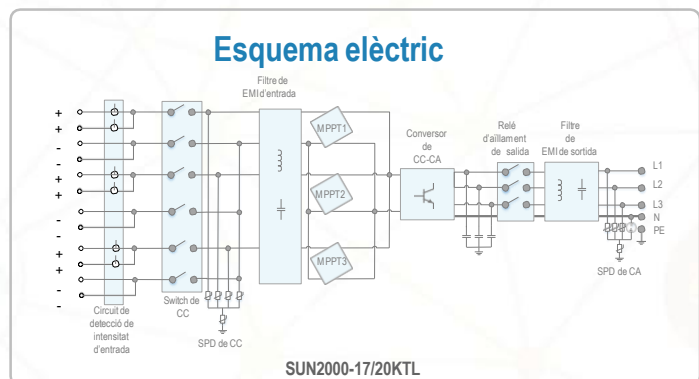 Esquema elèctric
Filtre de
EMI d'entrada
MPPT1
MPPT2
MPPT3
Conversor
de
CC-CA
Relé
d'aïllament
de salida
Filtre
de
EMI de sortida
L1
L2
L3
N
PE
+
+
-
-
+
+
-
-
+
+
-
-
Circuit de
detecció de
intensitat
d'entrada
Switch de
CC
SPD de CC
SPD de CA
SUN2000-17/20KTL